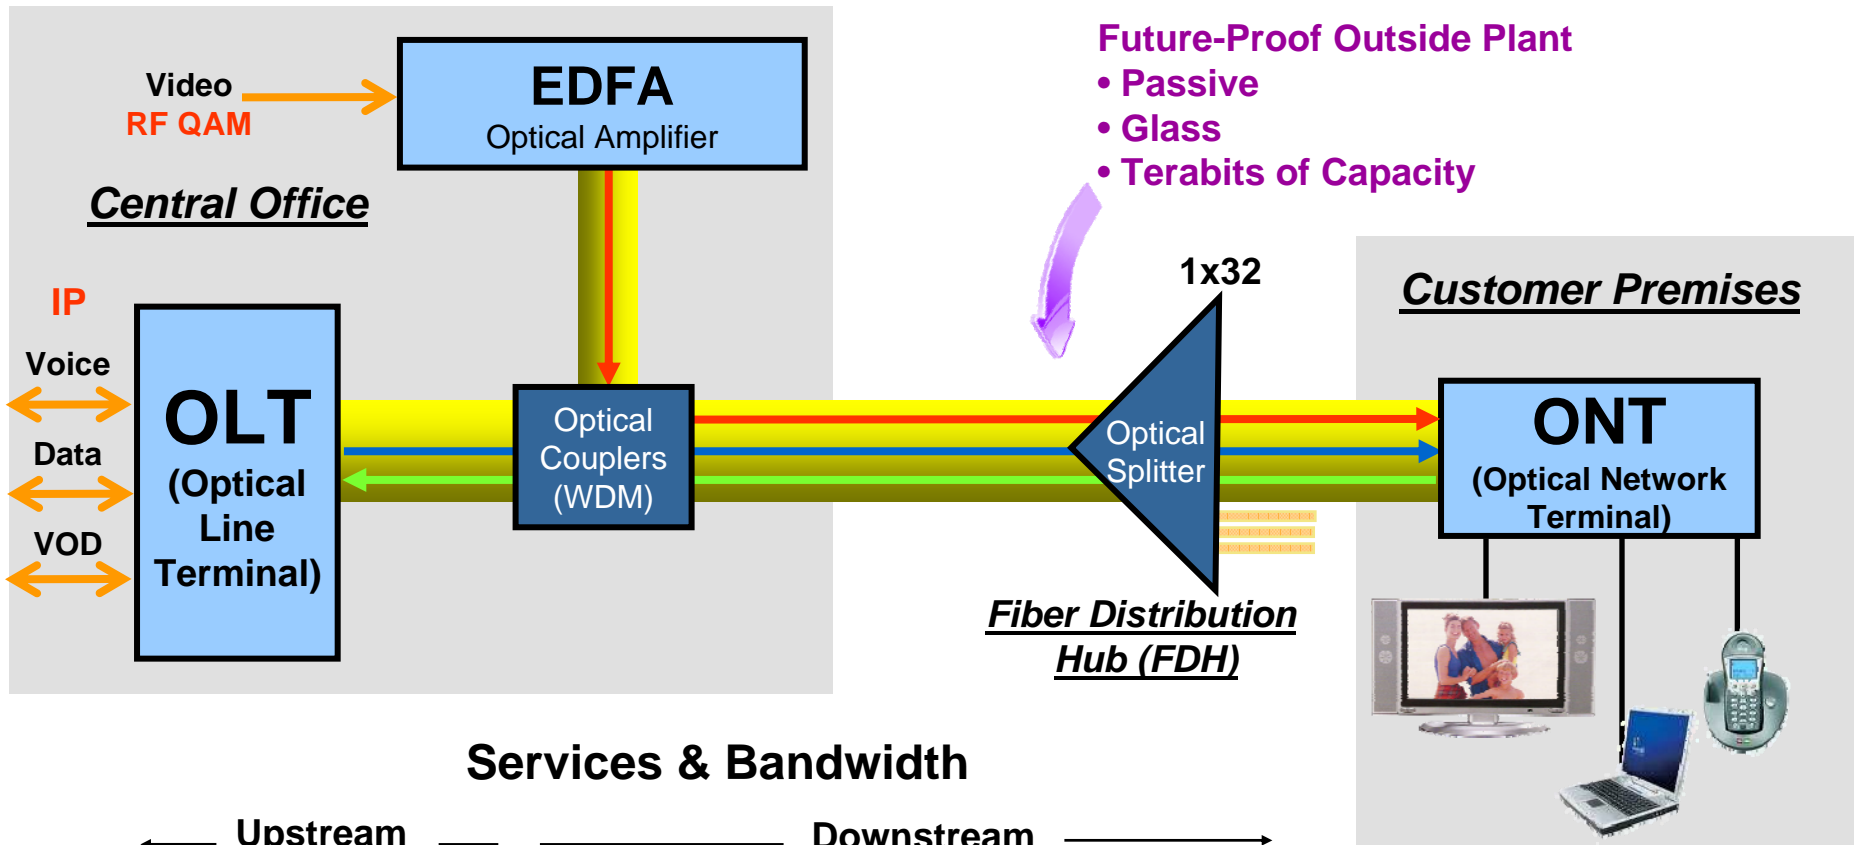 Future-Proof Outside Plant
• Passive
• Glass
• Terabits of Capacity
Video
RF QAM
EDFA
Optical Amplifier
Central Office
IP
Voice
Data
VOD
OLT
(Optical
Line
Terminal)
Optical
Couplers
(WDM)
1x32
Optical
Splitter
Fiber Distribution
Hub (FDH)
Customer Premises
ONT
(Optical Network
Terminal)
Services & Bandwidth
Upstream
Downstream